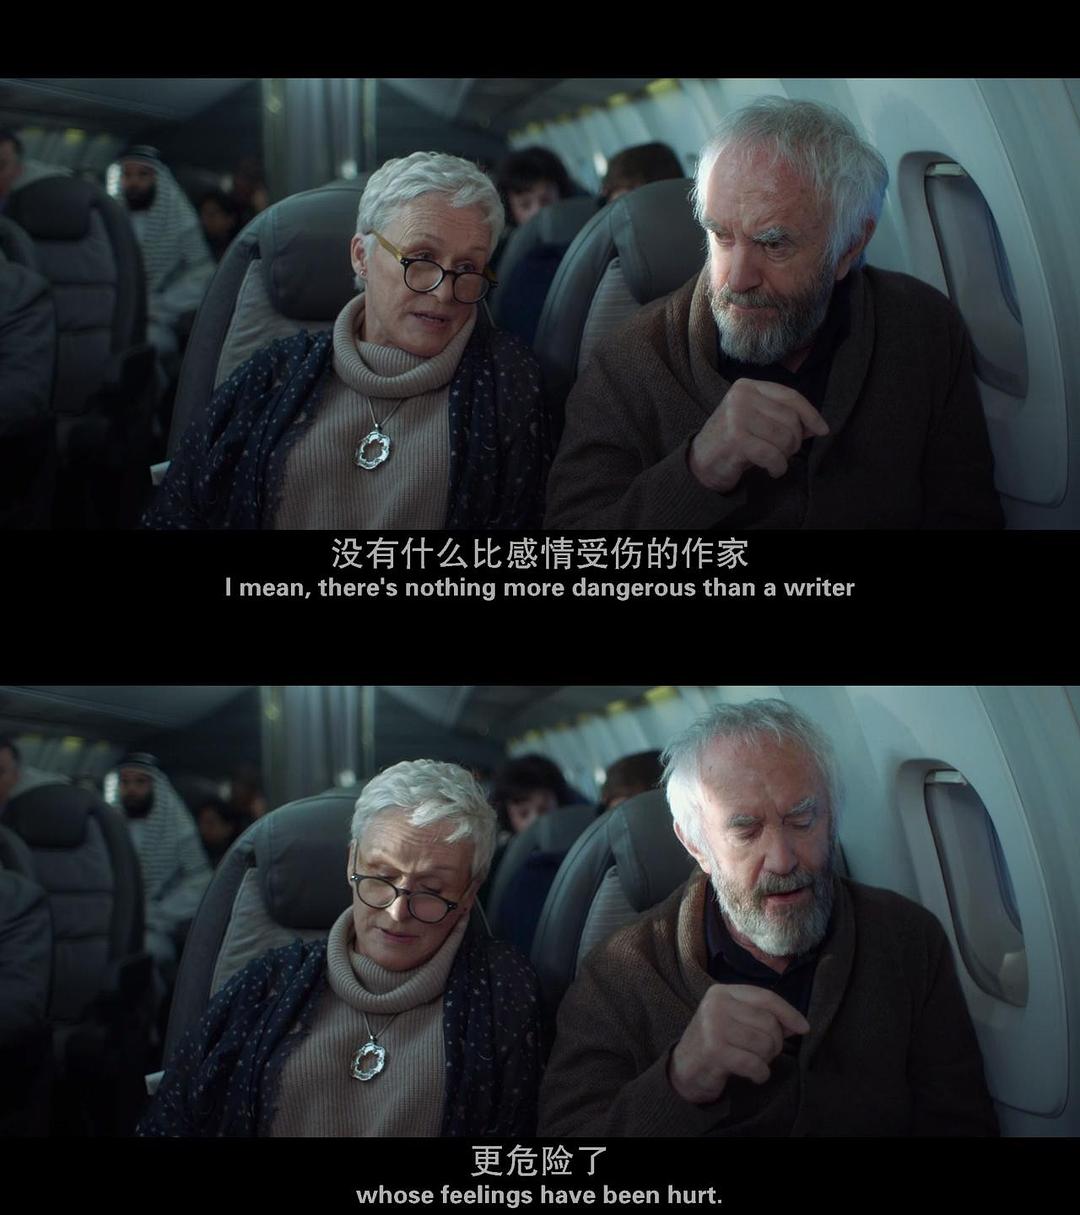 没有什么比感情受伤的作家
I mean, there's nothing more dangerous than a writer
更危险了
whose feelings have been hurt.